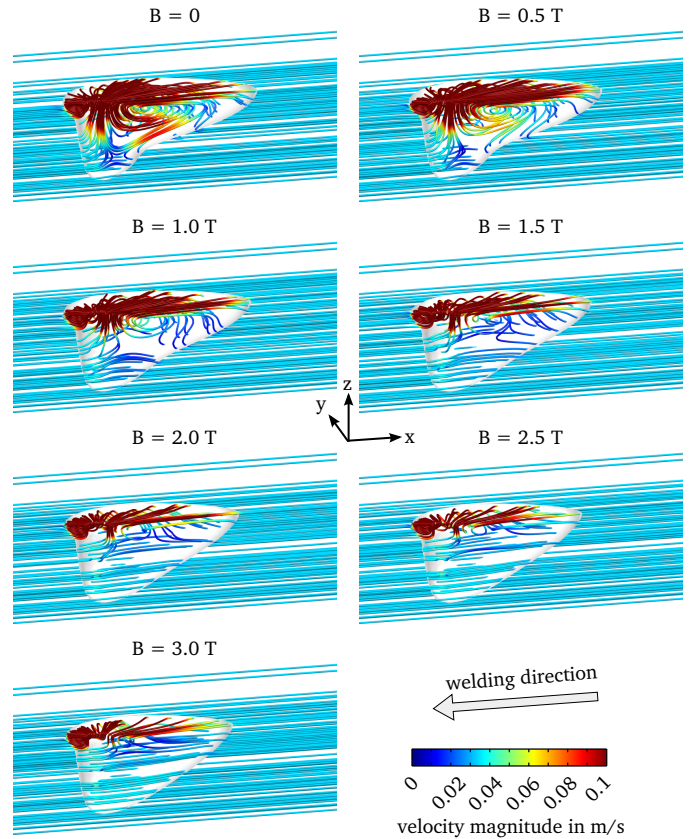 B = 0
B = 0.5 T
B = 1.0 T
B = 1.5 T
z
y
x
B = 2.0 T
B = 2.5 T
B = 3.0 T
welding direction
0
0.02
0.04
0.06
0.08
0.1
velocity magnitude in m/s